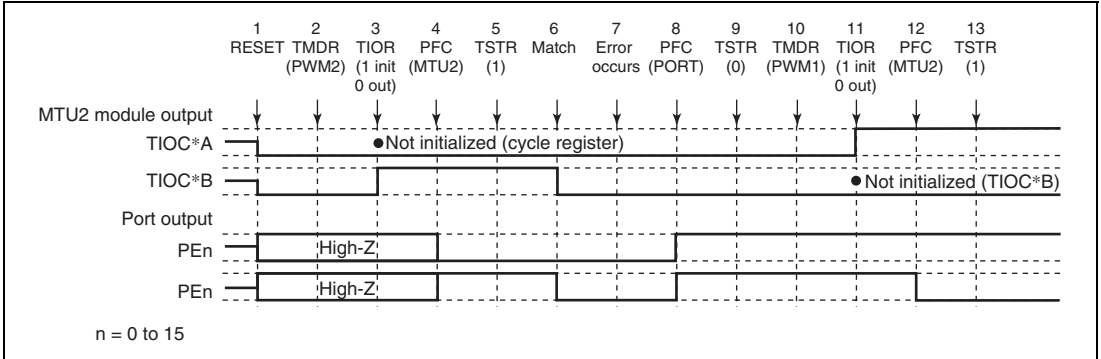 1 2 3 4 5 6 7 8 9 10 11 12 13
RESET TMDR TIOR PFC TSTR Match Error PFC TSTR TMDR TIOR PFC TSTR
(PWM2) (1 init (MTU2) (1) occurs (PORT) (0) (PWM1) (1 init (MTU2) (1)
0 out) 0 out)
MTU2 module output
TIOC*A ●Not initialized (cycle register)
TIOC*B ●Not initialized (TIOC*B)
Port output
PEn High-Z
PEn High-Z
n = 0 to 15